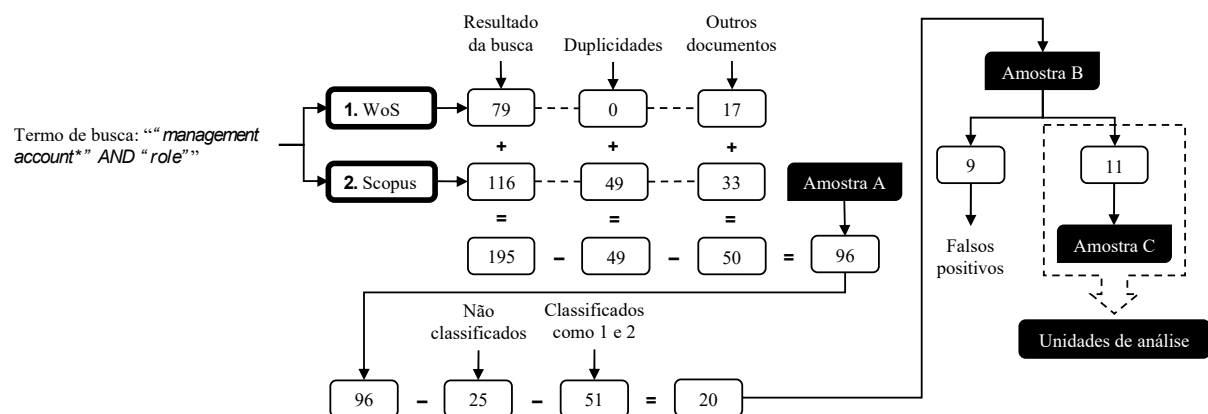 Resultado
da busca
Duplicidades
Outros
documentos
Amostra B
1. WoS
79
0
17
Termo de busca: ““management
account*” AND “role””
+
+
+
9
11
2. Scopus
116
49
33
Amostra A
=
=
=
Falsos
positivos
Amostra C
195
–
49
–
50
=
96
Não
classificados
Classificados
como 1 e 2
Unidades de análise
96
–
25
–
51
=
20